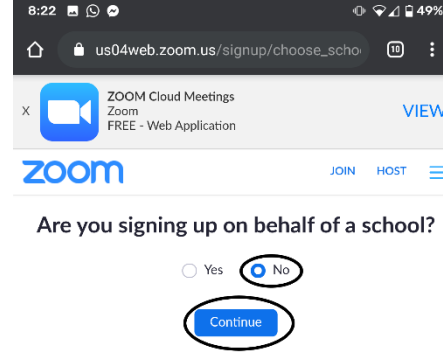 8:22 49%
us04web.zoom.us/signup/choose_scho 10
X
ZOOM Cloud Meetings
Zoom
FREE - Web Application
VIEW
zoom JOIN HOST
Are you signing up on behalf of a school?
Yes No
Continue